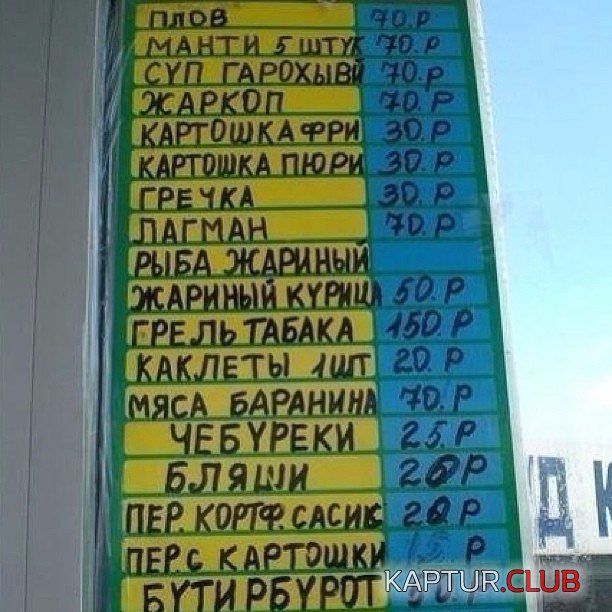 ПЛОВ 70.Р
МАНТИ 5 ШТУК 70.Р
СУП ГАРОХЫВЙ 70.Р
ЖАРКОП 70.Р
КАРТОШКА ФРИ 30.Р
КАРТОШКА ПЮРИ 30.Р
ГРЕЧКА 30.Р
ЛАГМАН 70.Р
РЫБА ЖАРИНЫЙ
ЖАРИНЫЙ КУРИЦА 50.Р
ГРЕЛЬ ТАБАКА 150.Р
КАКЛЕТЫ 1ШТ 20.Р
МЯСА БАРАНИНА 70.Р
ЧЕБУРЕКИ 25.Р
БЛЯШИ Р
ПЕР. КОРТФ. САСИК Р
ПЕР. С КАРТОШКИ Р
БУТИРБУРОТ Р
KAPTUR.CLUB